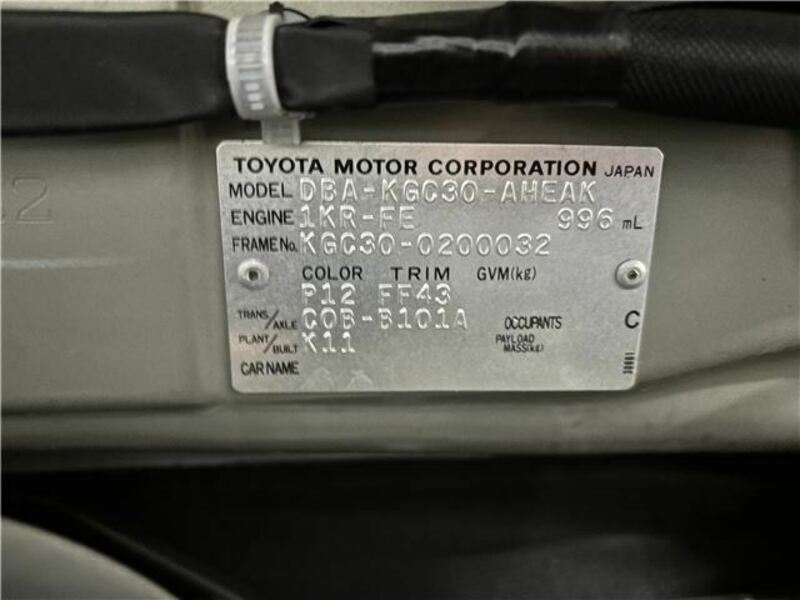 TOYOTA MOTOR CORPORATION JAPAN
MODEL DBA-KGC30-AHEAK
ENGINE 1KR-FE 996 mL
FRAME No. KGC30-0200032
COLOR TRIM GVM(kg)
P12 FF43
TRANS/AXLE C0B-B101A OCCUPANTS C
PLANT/BUILT K11 PAYLOAD MASS(kg)
CAR NAME